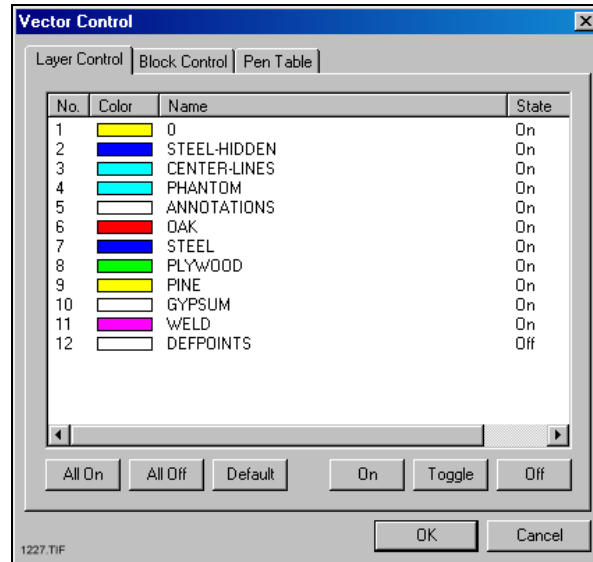 Vector Control
Layer Control Block Control Pen Table
No. Color Name State
1 0 On
2 STEEL-HIDDEN On
3 CENTER-LINES On
4 PHANTOM On
5 ANNOTATIONS On
6 OAK On
7 STEEL On
8 PLYWOOD On
9 PINE On
10 GYPSUM On
11 WELD On
12 DEFPOINTS Off
All On All Off Default On Toggle Off
OK Cancel
1227.TIF